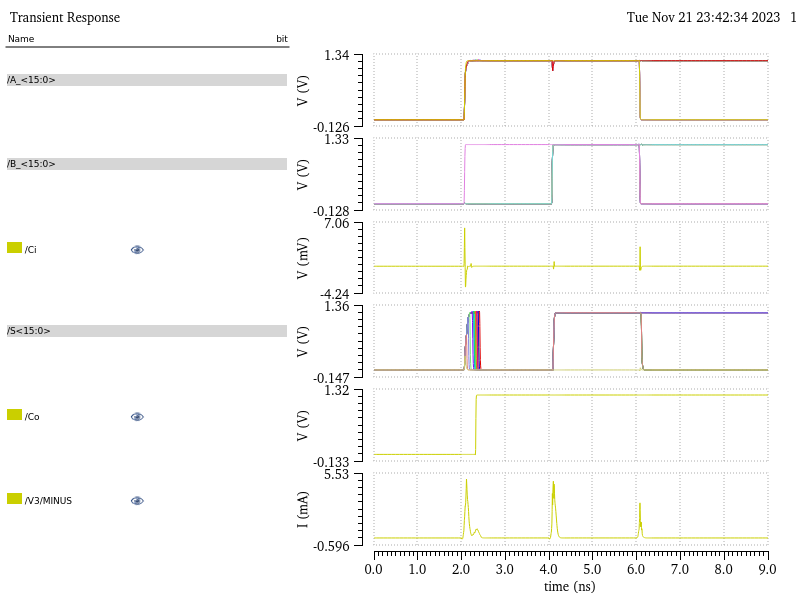 Transient Response Tue Nov 21 23:42:34 2023 1
Name bit
/A_<15:0>
/B_<15:0>
/Ci
/S<15:0>
/Co
/V3/MINUS
1.34
V (V)
-0.126
1.33
V (V)
-0.128
7.06
V (mV)
-4.24
1.36
V (V)
-0.147
1.32
V (V)
-0.133
5.53
I (mA)
-0.596
0.0 1.0 2.0 3.0 4.0 5.0 6.0 7.0 8.0 9.0
time (ns)